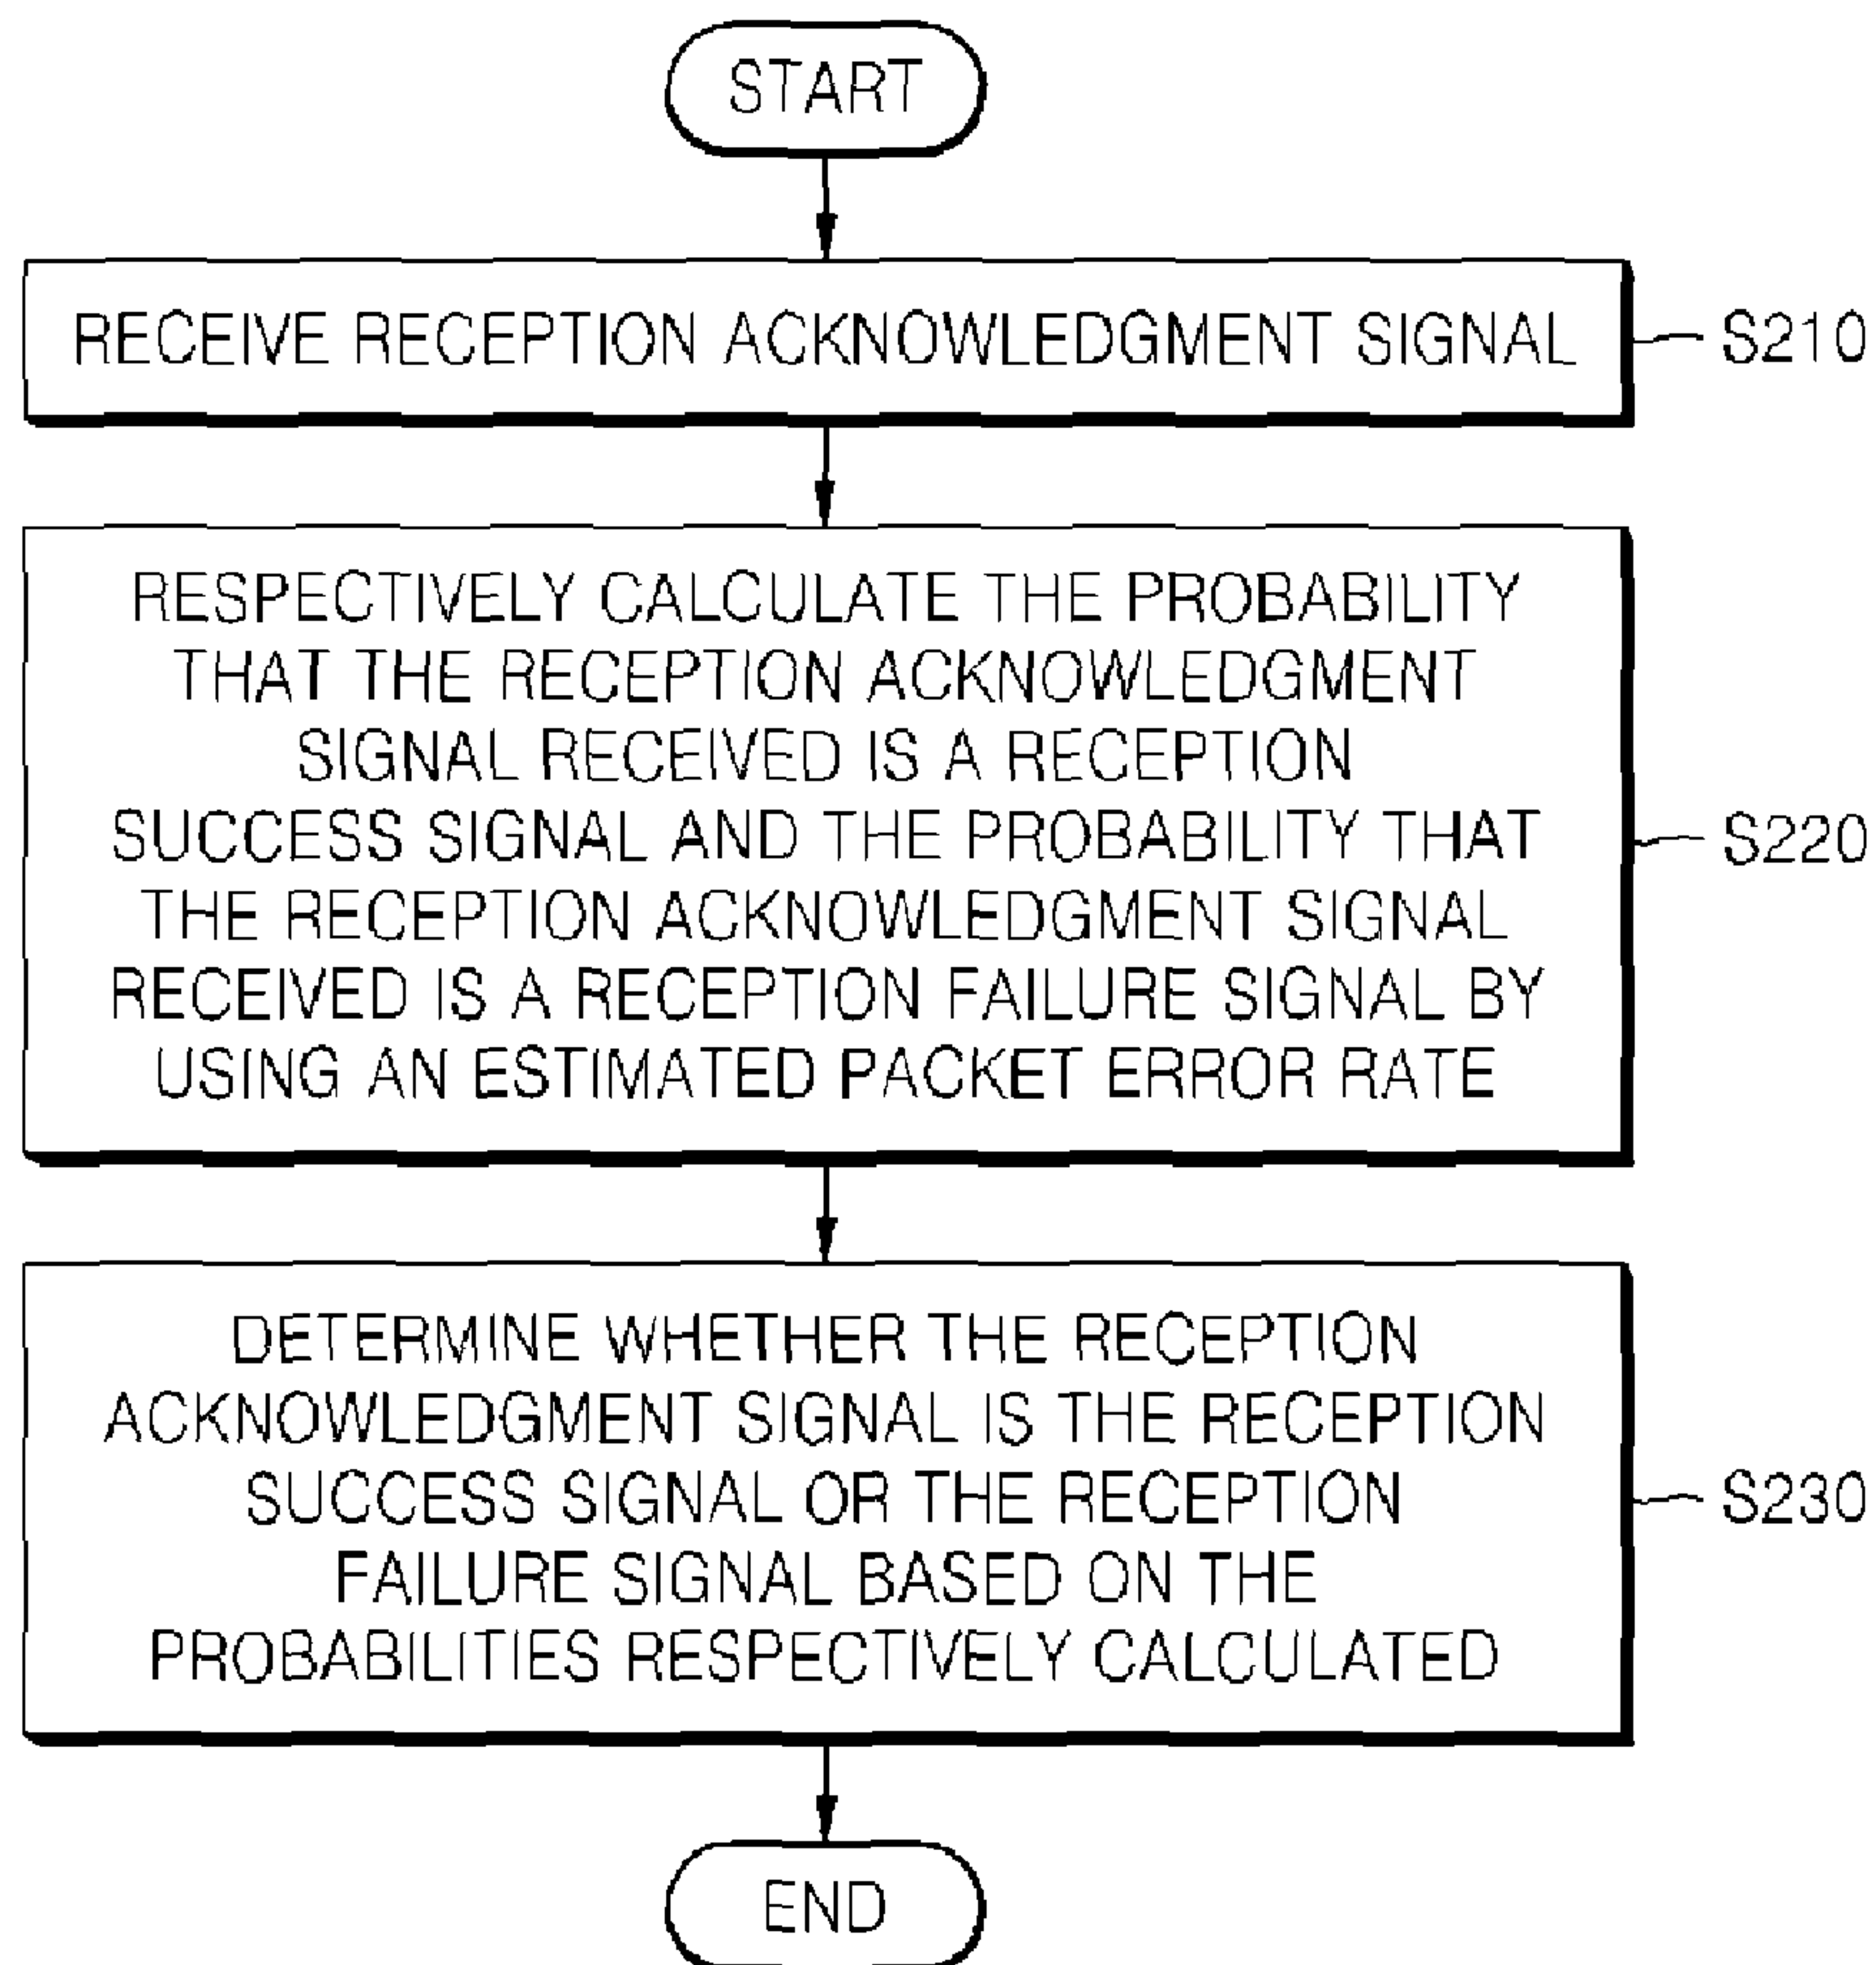 START
RECEIVE RECEPTION ACKNOWLEDGMENT SIGNAL
S210
RESPECTIVELY CALCULATE THE PROBABILITY
THAT THE RECEPTION ACKNOWLEDGMENT
SIGNAL RECEIVED IS A RECEPTION
SUCCESS SIGNAL AND THE PROBABILITY THAT
THE RECEPTION ACKNOWLEDGMENT SIGNAL
RECEIVED IS A RECEPTION FAILURE SIGNAL BY
USING AN ESTIMATED PACKET ERROR RATE
S220
DETERMINE WHETHER THE RECEPTION
ACKNOWLEDGMENT SIGNAL IS THE RECEPTION
SUCCESS SIGNAL OR THE RECEPTION
FAILURE SIGNAL BASED ON THE
PROBABILITIES RESPECTIVELY CALCULATED
S230
END